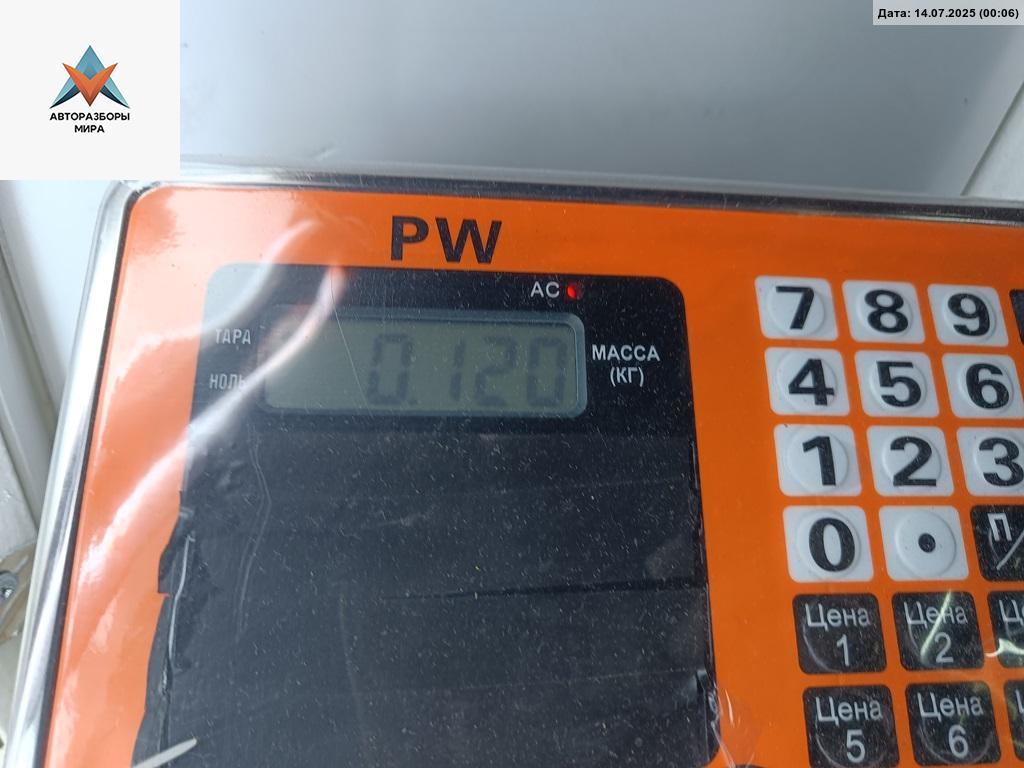 Дата: 14.07.2025 (00:06)
АВТОРАЗБОРЫ
МИРА
PW
AC
ТАРА
НОЛЬ
0.120
МАССА
(КГ)
7 8 9
4 5 6
1 2 3
0 . П/
Цена 1
Цена 2
Цена 5
Цена 6